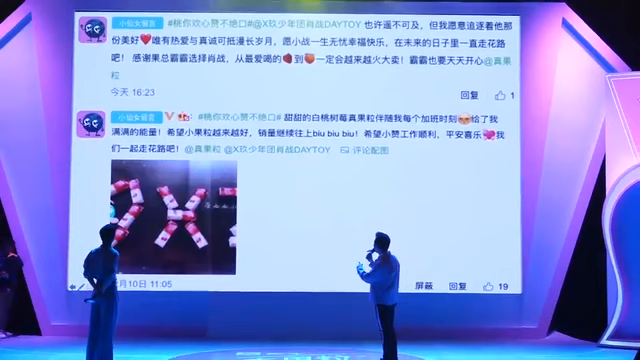 小仙女留言 #桃你欢心赞不绝口#@X玖少年团肖战DAYTOY 也许遥不可及，但我愿意追逐着他那
份美好❤️唯有热爱与真诚可抵漫长岁月，愿小战一生无忧幸福快乐，在未来的日子里一直走花路
吧！感谢果总霸霸选择肖战，从最爱喝的🍓到🍑一定会越来越火大卖！霸霸也要天天开心@真果
粒
今天 16:23
回复 1
小仙女留言 #桃你欢心赞不绝口# 甜甜的白桃树莓真果粒伴随我每个加班时刻 给了我
满满的能量！希望小果粒越来越好，销量继续往上biu biu biu！希望小赞工作顺利，平安喜乐💘我
们一起走花路吧！@真果粒 @X玖少年团肖战DAYTOY 评论配图
月10日 11:05
屏蔽 回复 19